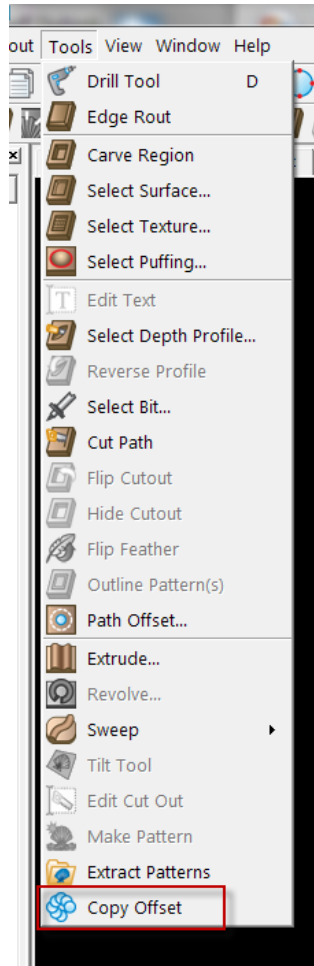 out Tools View Window Help
Drill Tool D
Edge Rout
Carve Region
Select Surface...
Select Texture...
Select Puffing...
Edit Text
Select Depth Profile...
Reverse Profile
Select Bit...
Cut Path
Flip Cutout
Hide Cutout
Flip Feather
Outline Pattern(s)
Path Offset...
Extrude...
Revolve...
Sweep
Tilt Tool
Edit Cut Out
Make Pattern
Extract Patterns
Copy Offset